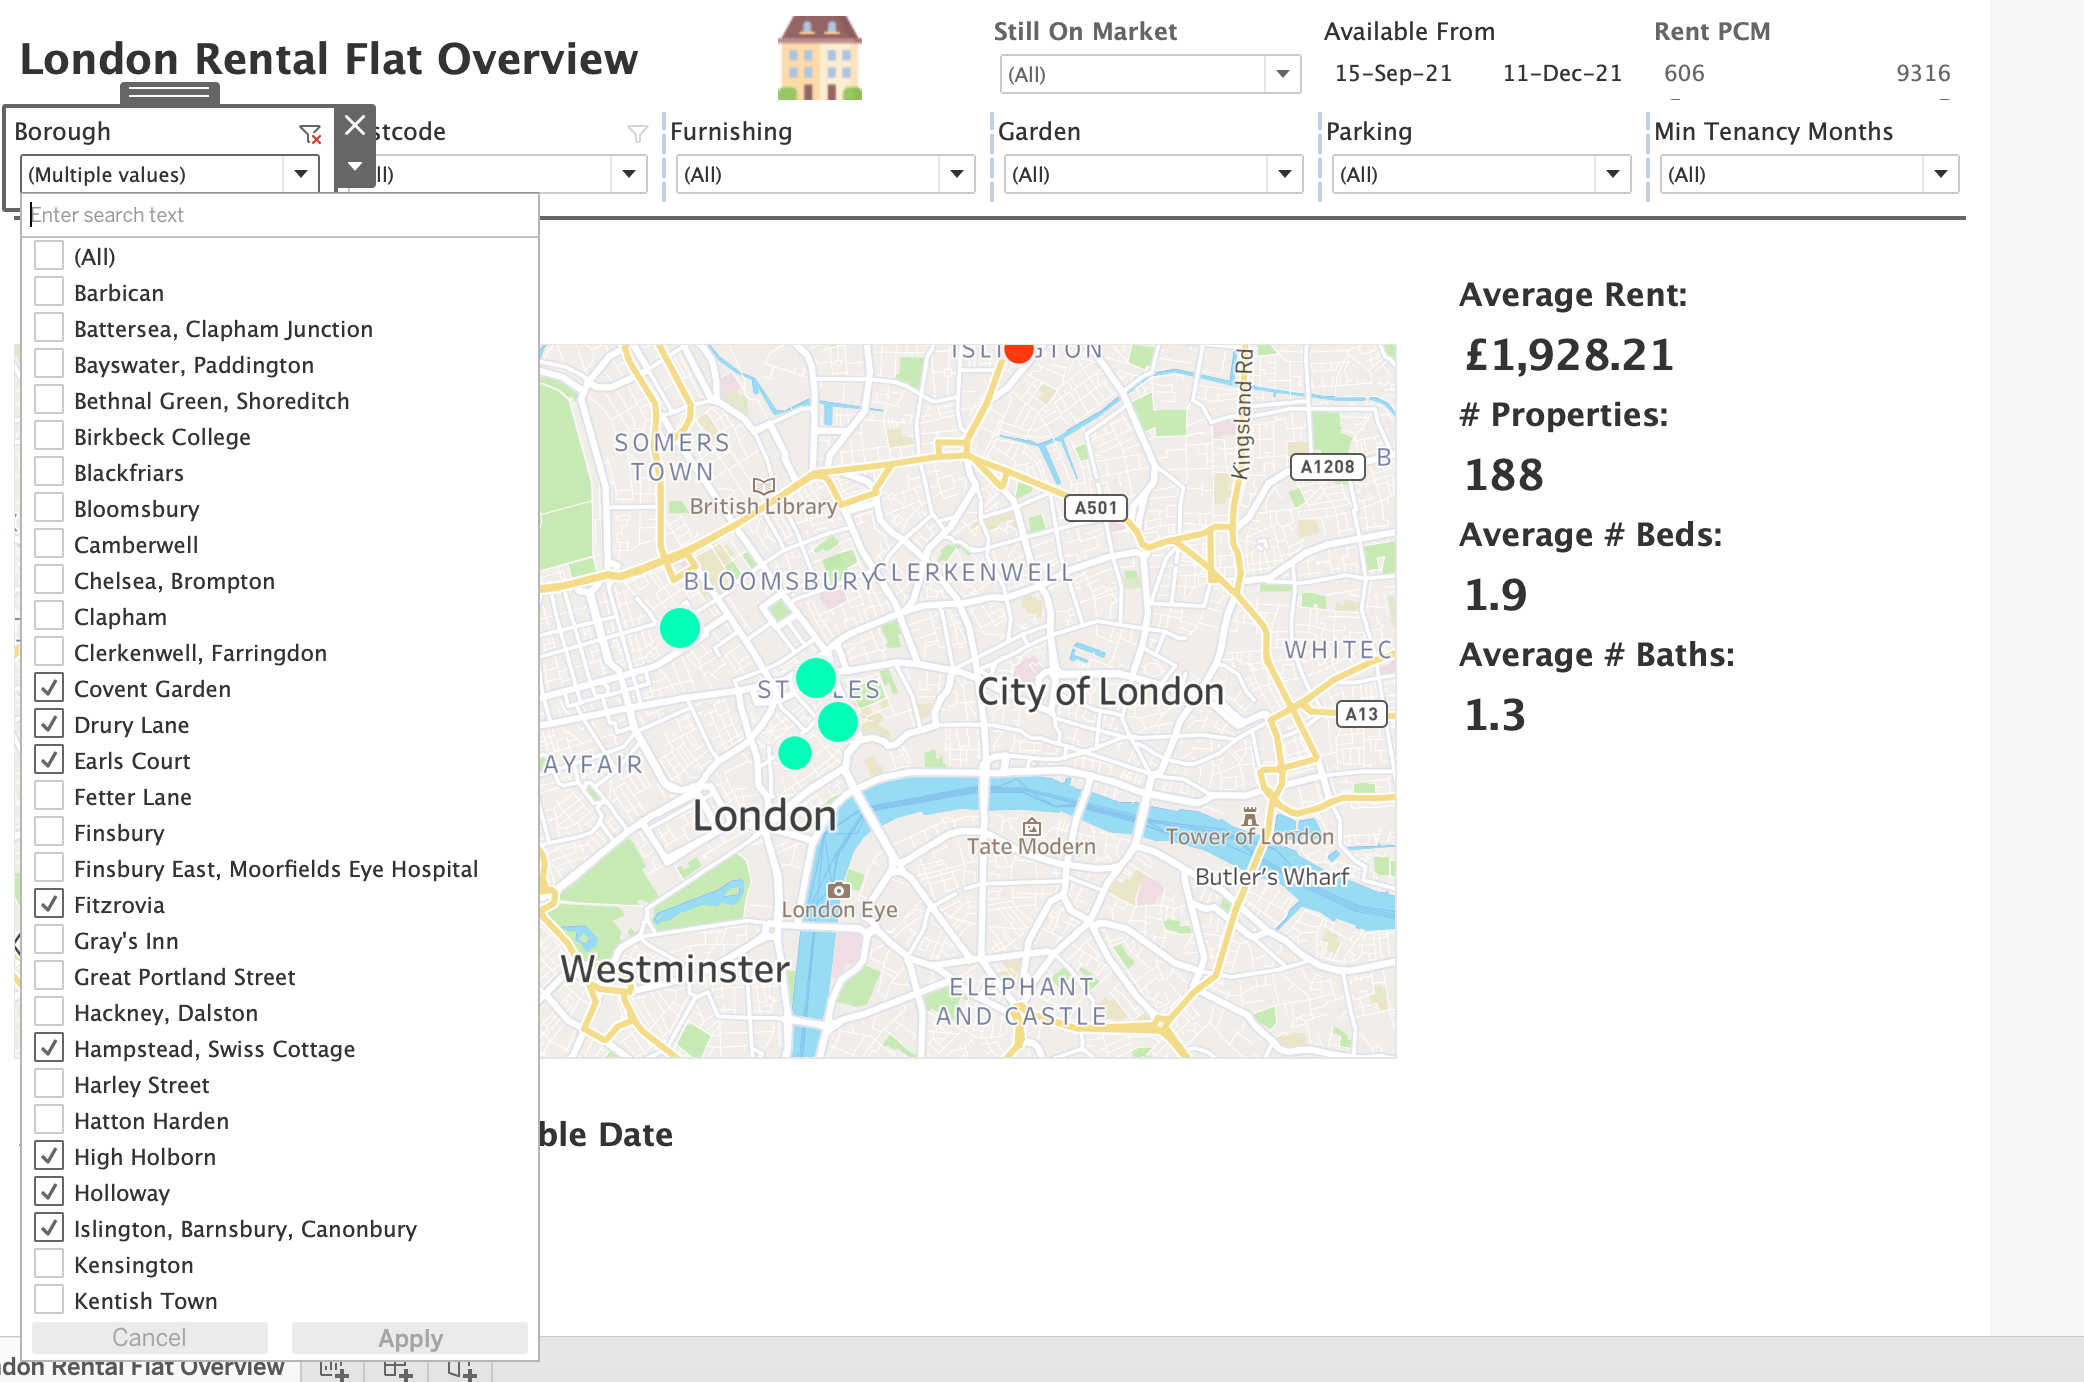 London Rental Flat Overview
Still On Market
(All)
Available From
15-Sep-21 11-Dec-21
Rent PCM
606 9316
Borough
(Multiple values)
stcode
ll)
Furnishing
(All)
Garden
(All)
Parking
(All)
Min Tenancy Months
(All)
Enter search text
(All)
Barbican
Battersea, Clapham Junction
Bayswater, Paddington
Bethnal Green, Shoreditch
Birkbeck College
Blackfriars
Bloomsbury
Camberwell
Chelsea, Brompton
Clapham
Clerkenwell, Farringdon
Covent Garden
Drury Lane
Earls Court
Fetter Lane
Finsbury
Finsbury East, Moorfields Eye Hospital
Fitzrovia
Gray's Inn
Great Portland Street
Hackney, Dalston
Hampstead, Swiss Cottage
Harley Street
Hatton Harden
High Holborn
Holloway
Islington, Barnsbury, Canonbury
Kensington
Kentish Town
Cancel Apply
Kingsland Rd
SOMERS
TOWN
British Library
A1208
B
A501
BLOOMSBURY
CLERKENWELL
WHITEC
City of London
A13
AYFAIR
London
Tate Modern
Tower of London
Butler's Wharf
London Eye
Westminster
ELEPHANT
AND CASTLE
Average Rent:
£1,928.21
# Properties:
188
Average # Beds:
1.9
Average # Baths:
1.3
ble Date
don Rental Flat Overview